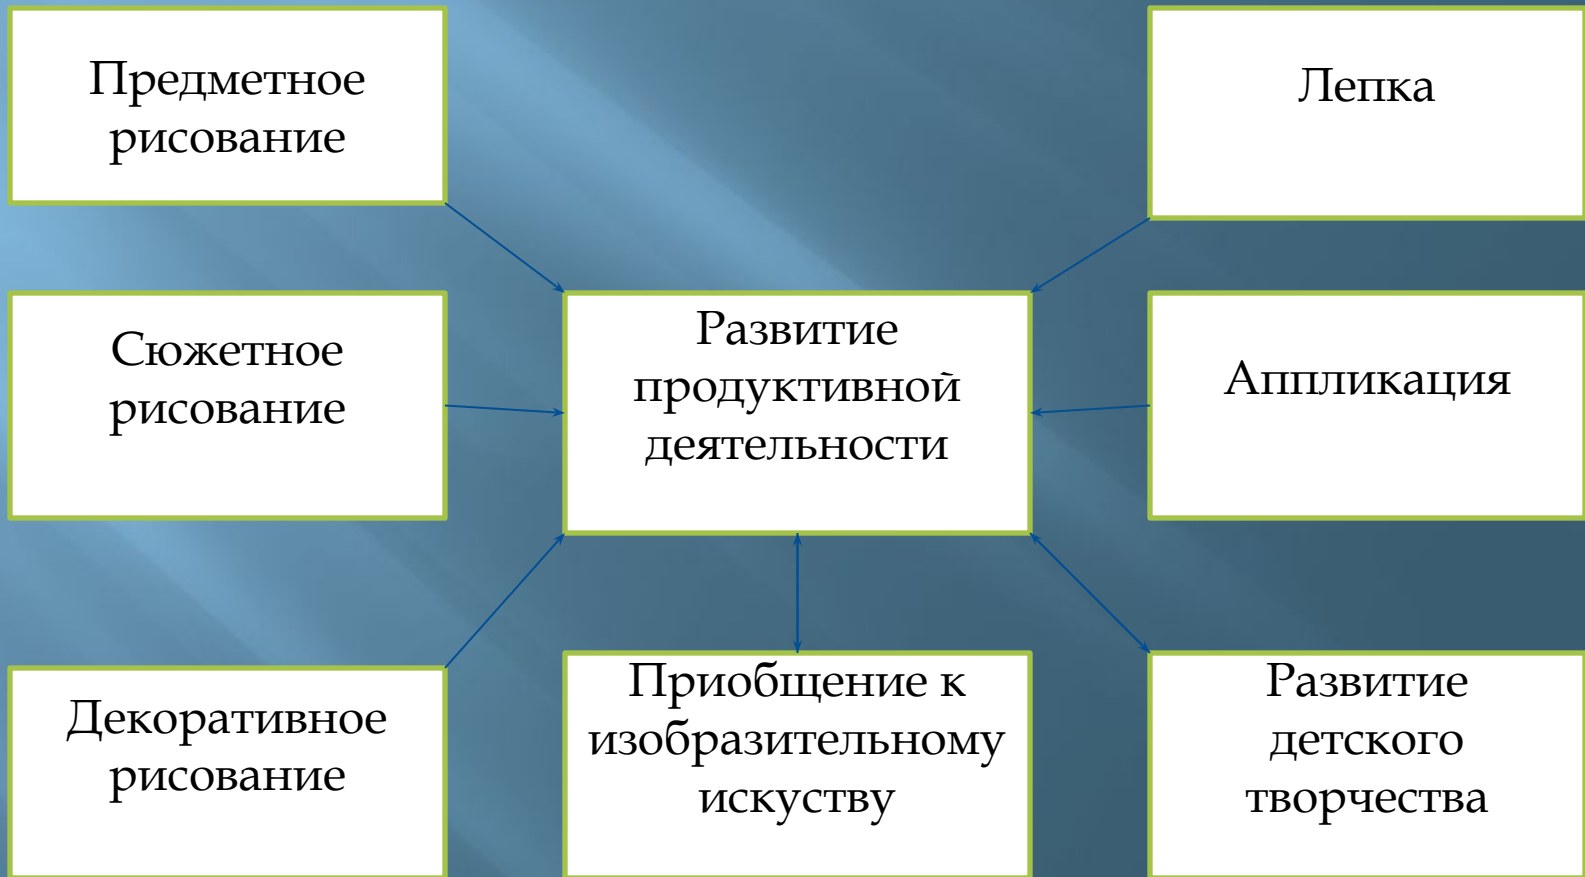 Предметное
рисование
Лепка
Сюжетное
рисование
Развитие
продуктивной
деятельности
Аппликация
Декоративное
рисование
Приобщение к
изобразительному
искуству
Развитие
детского
творчества